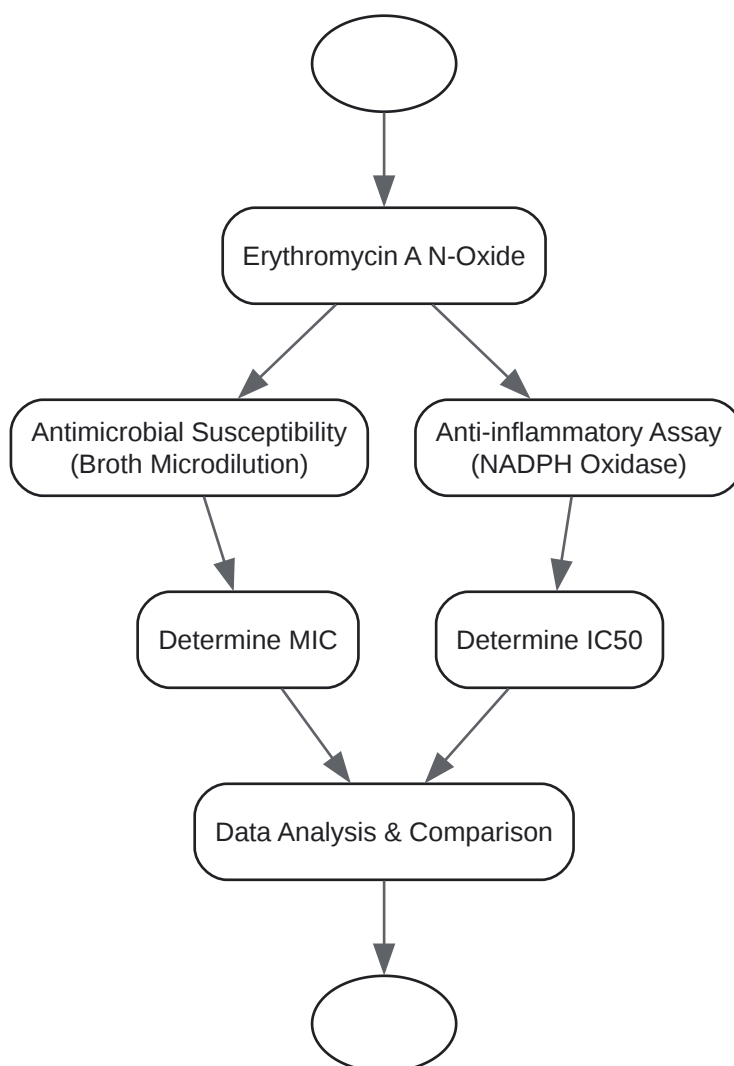 Erythromycin A N-Oxide
Antimicrobial Susceptibility
(Broth Microdilution)
Anti-inflammatory Assay
(NADPH Oxidase)
Determine MIC
Determine IC50
Data Analysis & Comparison